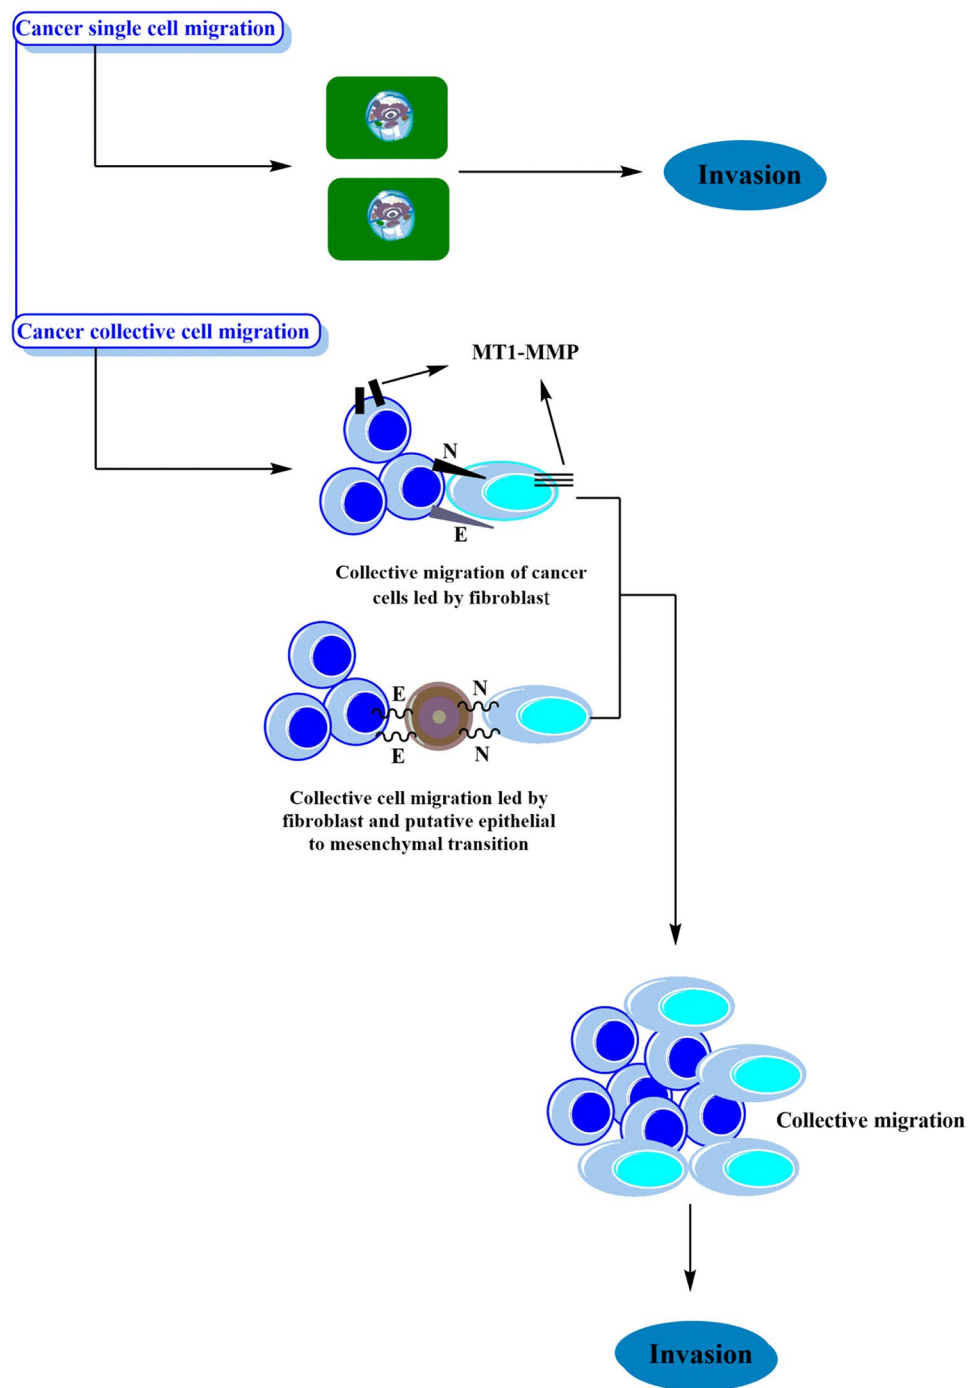 Cancer single cell migration
Invasion
Cancer collective cell migration
MT1-MMP
N
E
Collective migration of cancer
cells led by fibroblast
E
N
E
N
Collective cell migration led by
fibroblast and putative epithelial
to mesenchymal transition
Collective migration
Invasion